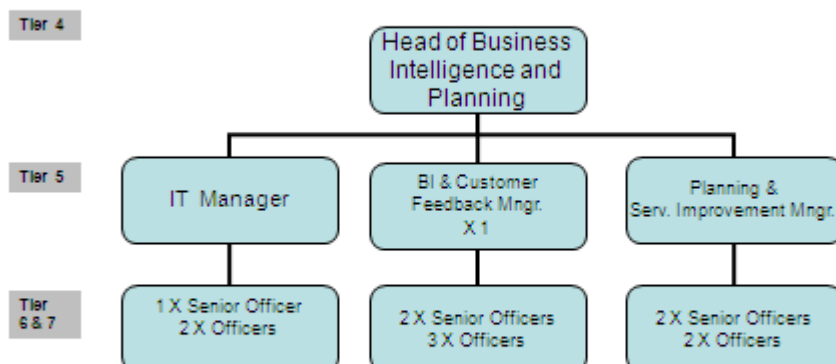 Tier 4
Head of Business
Intelligence and
Planning
Tier 5
IT Manager
BI & Customer
Feedback Mngr.
X 1
Planning &
Serv. Improvement Mngr.
Tier
6 & 7
1 X Senior Officer
2 X Officers
2 X Senior Officers
3 X Officers
2 X Senior Officers
2 X Officers